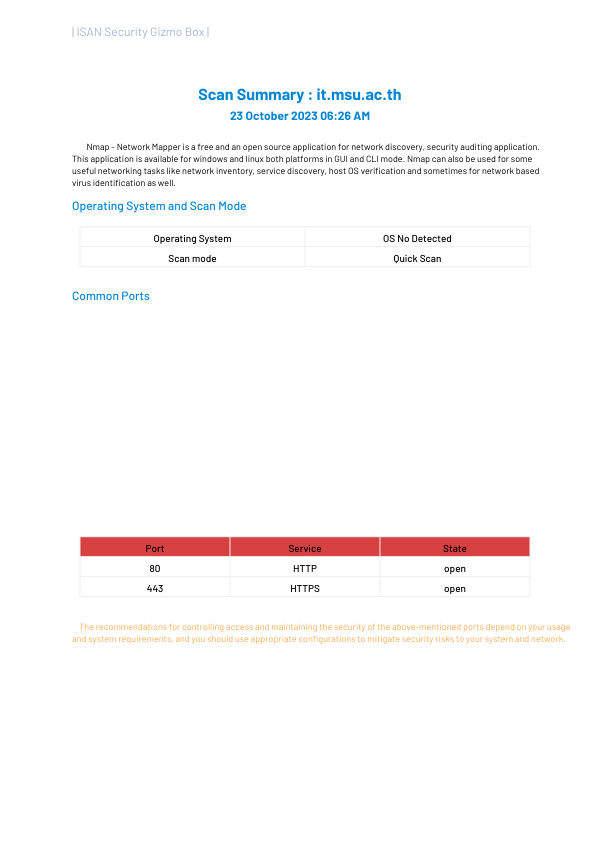 | ISAN Security Gizmo Box |
Scan Summary : it.msu.ac.th
23 October 2023 06:26 AM
Nmap - Network Mapper is a free and an open source application for network discovery, security auditing application.
This application is available for windows and linux both platforms in GUI and CLI mode. Nmap can also be used for some
useful networking tasks like network inventory, service discovery, host OS verification and sometimes for network based
virus identification as well.
Operating System and Scan Mode
Operating System OS No Detected
Scan mode Quick Scan
Common Ports
Port Service State
80 HTTP open
443 HTTPS open
The recommendations for controlling access and maintaining the security of the above-mentioned ports depend on your usage
and system requirements, and you should use appropriate configurations to mitigate security risks to your system and network.